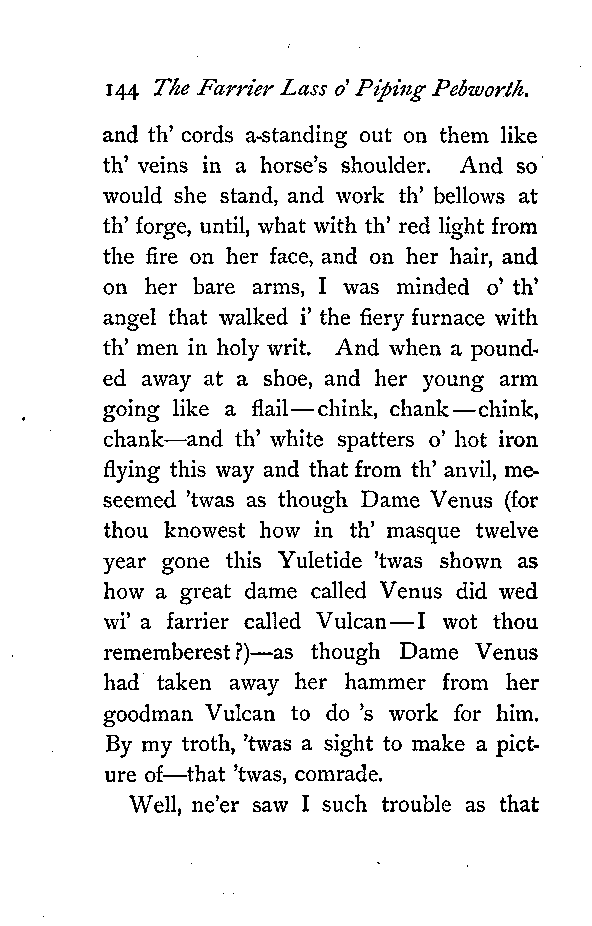 144 The Farrier Lass o' Piping Pebworth.
and th' cords a-standing out on them like
th' veins in a horse's shoulder. And so
would she stand, and work th' bellows at
th' forge, until, what with th' red light from
the fire on her face, and on her hair, and
on her bare arms, I was minded o' th'
angel that walked i' the fiery furnace with
th' men in holy writ. And when a pound-
ed away at a shoe, and her young arm
going like a flail—chink, chank—chink,
chank—and th' white spatters o' hot iron
flying this way and that from th' anvil, me-
seemed 'twas as though Dame Venus (for
thou knowest how in th' masque twelve
year gone this Yuletide 'twas shown as
how a great dame called Venus did wed
wi' a farrier called Vulcan—I wot thou
rememberest?)—as though Dame Venus
had taken away her hammer from her
goodman Vulcan to do 's work for him.
By my troth, 'twas a sight to make a pict-
ure of—that 'twas, comrade.
Well, ne'er saw I such trouble as that